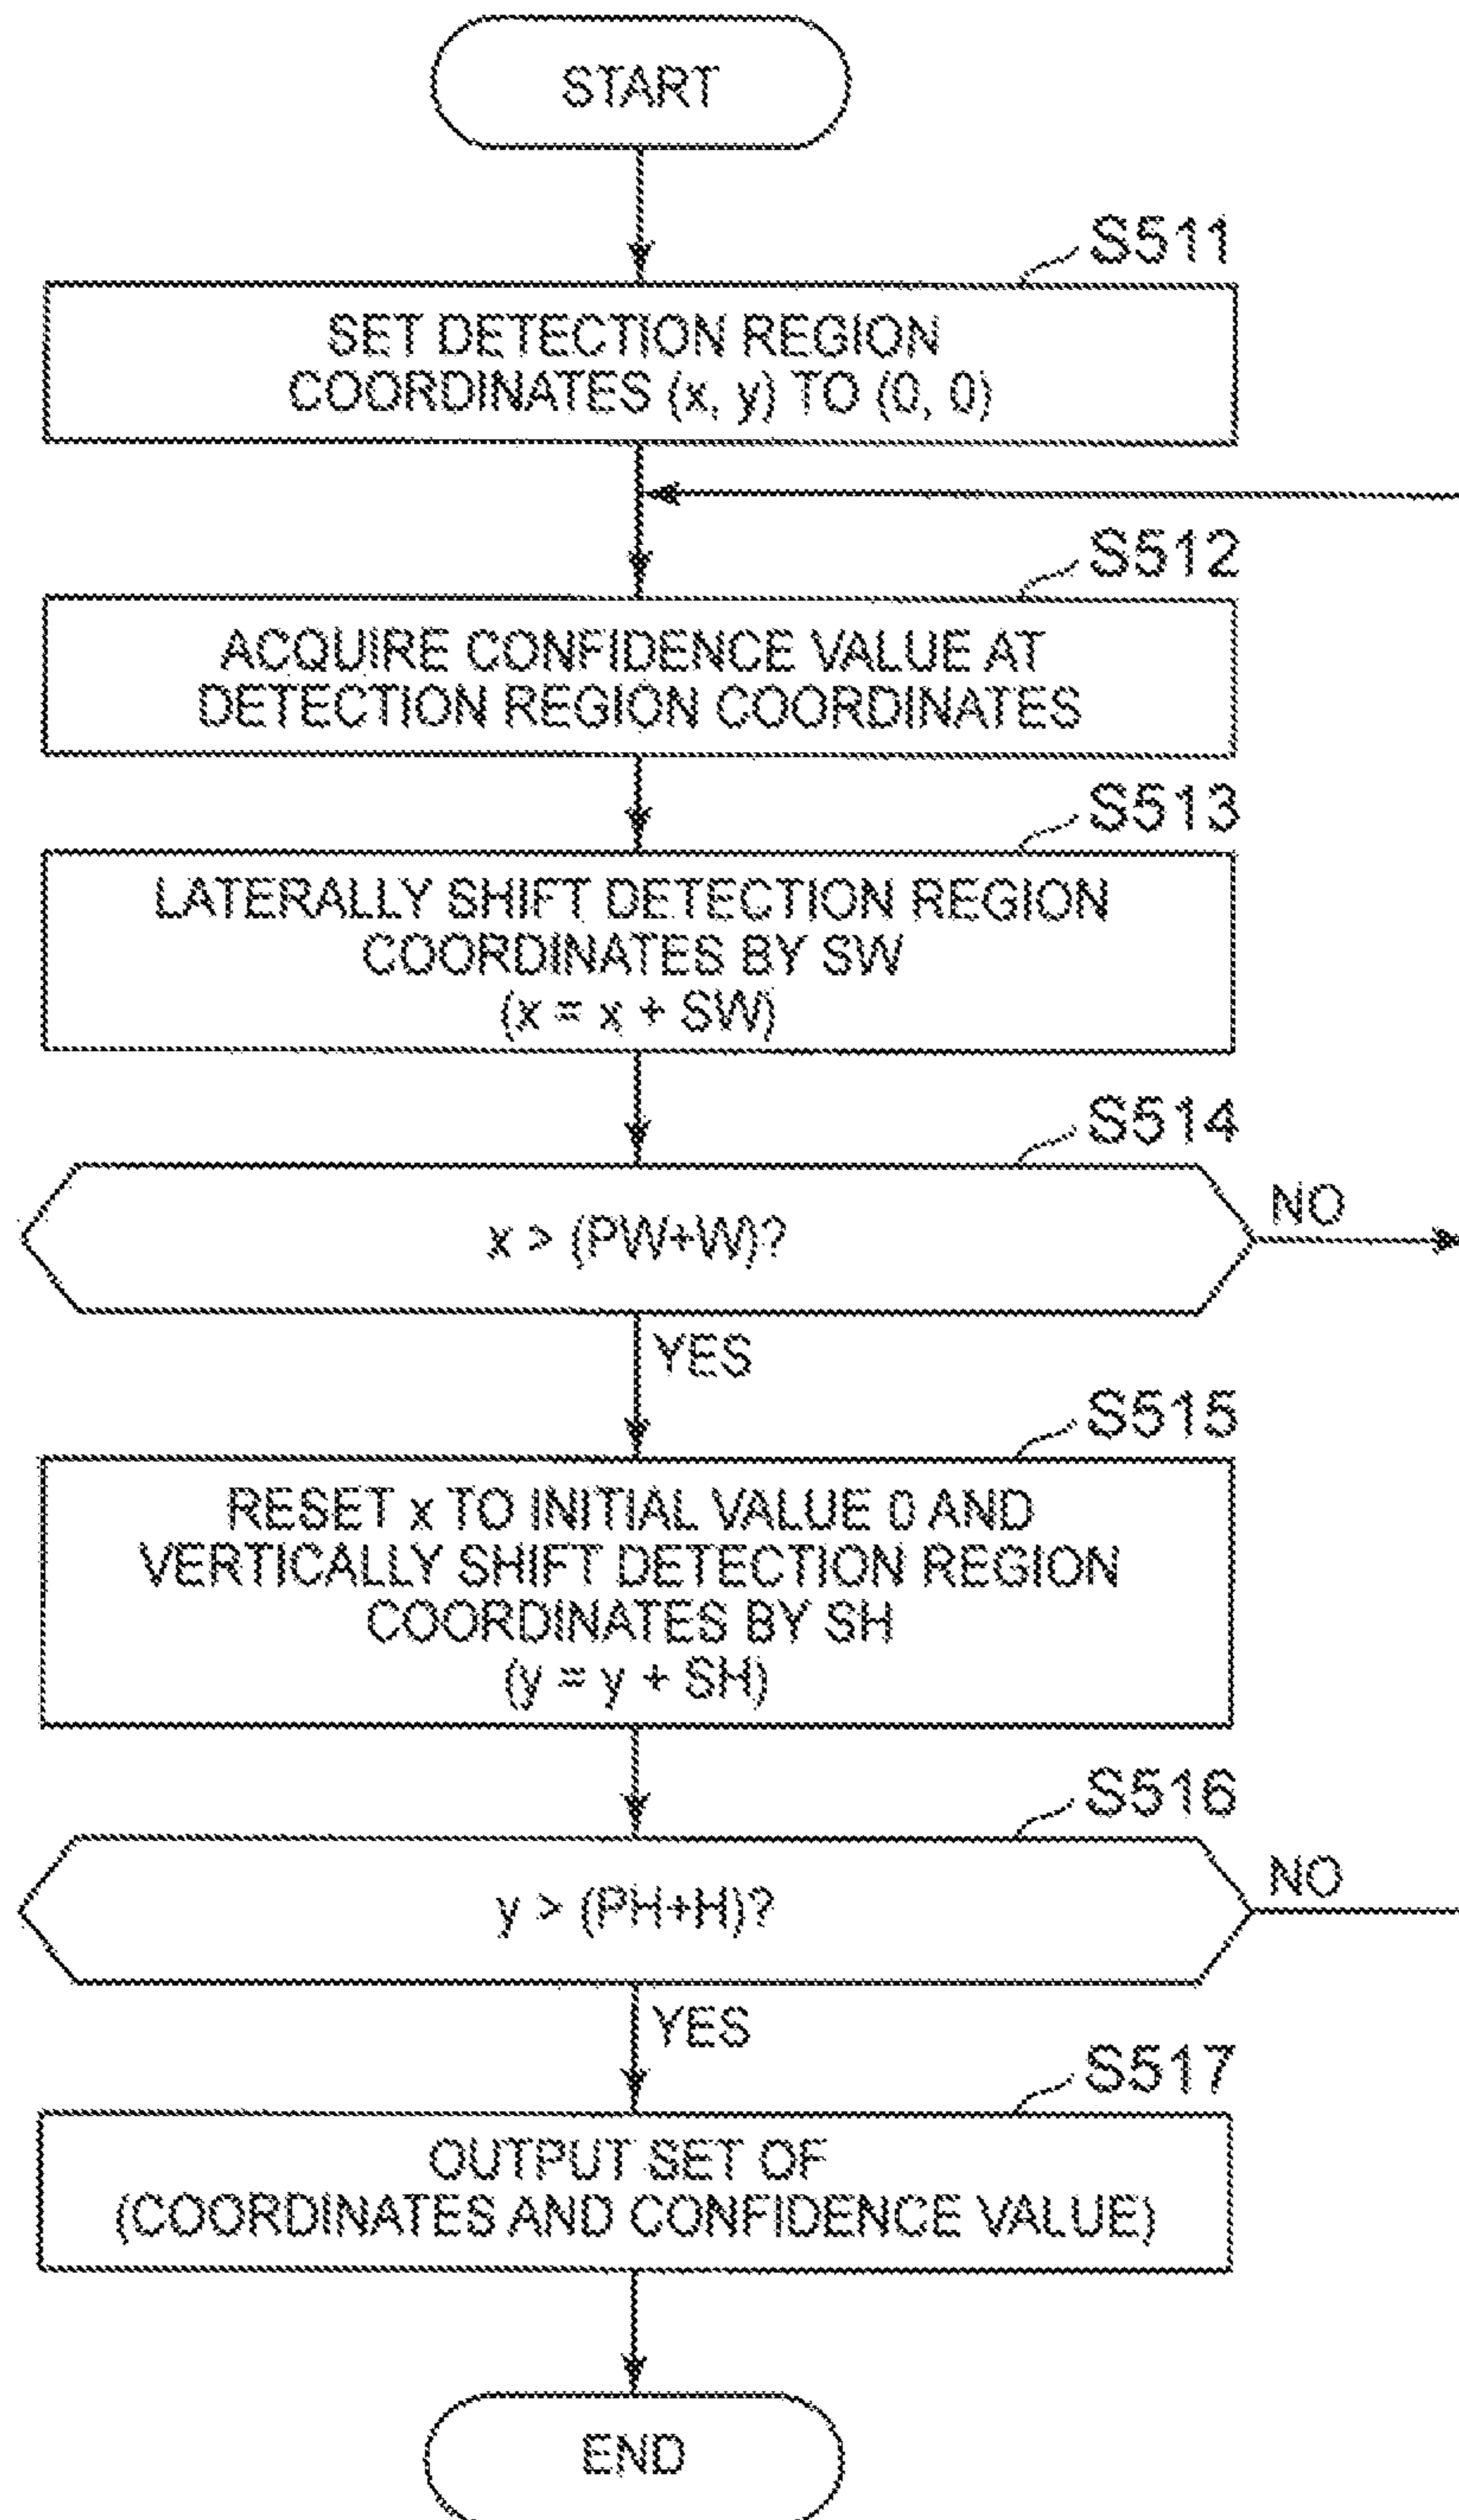 START
S511
SET DETECTION REGION
COORDINATES (x, y) TO (0, 0)
S512
ACQUIRE CONFIDENCE VALUE AT
DETECTION REGION COORDINATES
S513
LATERALLY SHIFT DETECTION REGION
COORDINATES BY SW
(x = x + SW)
S514
x > (PW+W)?
NO
YES
S515
RESET x TO INITIAL VALUE 0 AND
VERTICALLY SHIFT DETECTION REGION
COORDINATES BY SH
(y = y + SH)
S516
y > (PH+H)?
NO
YES
S517
OUTPUT SET OF
(COORDINATES AND CONFIDENCE VALUE)
END